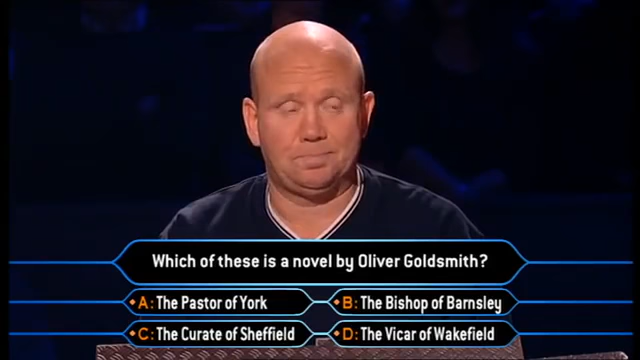 Which of these is a novel by Oliver Goldsmith?
A: The Pastor of York
B: The Bishop of Barnsley
C: The Curate of Sheffield
D: The Vicar of Wakefield